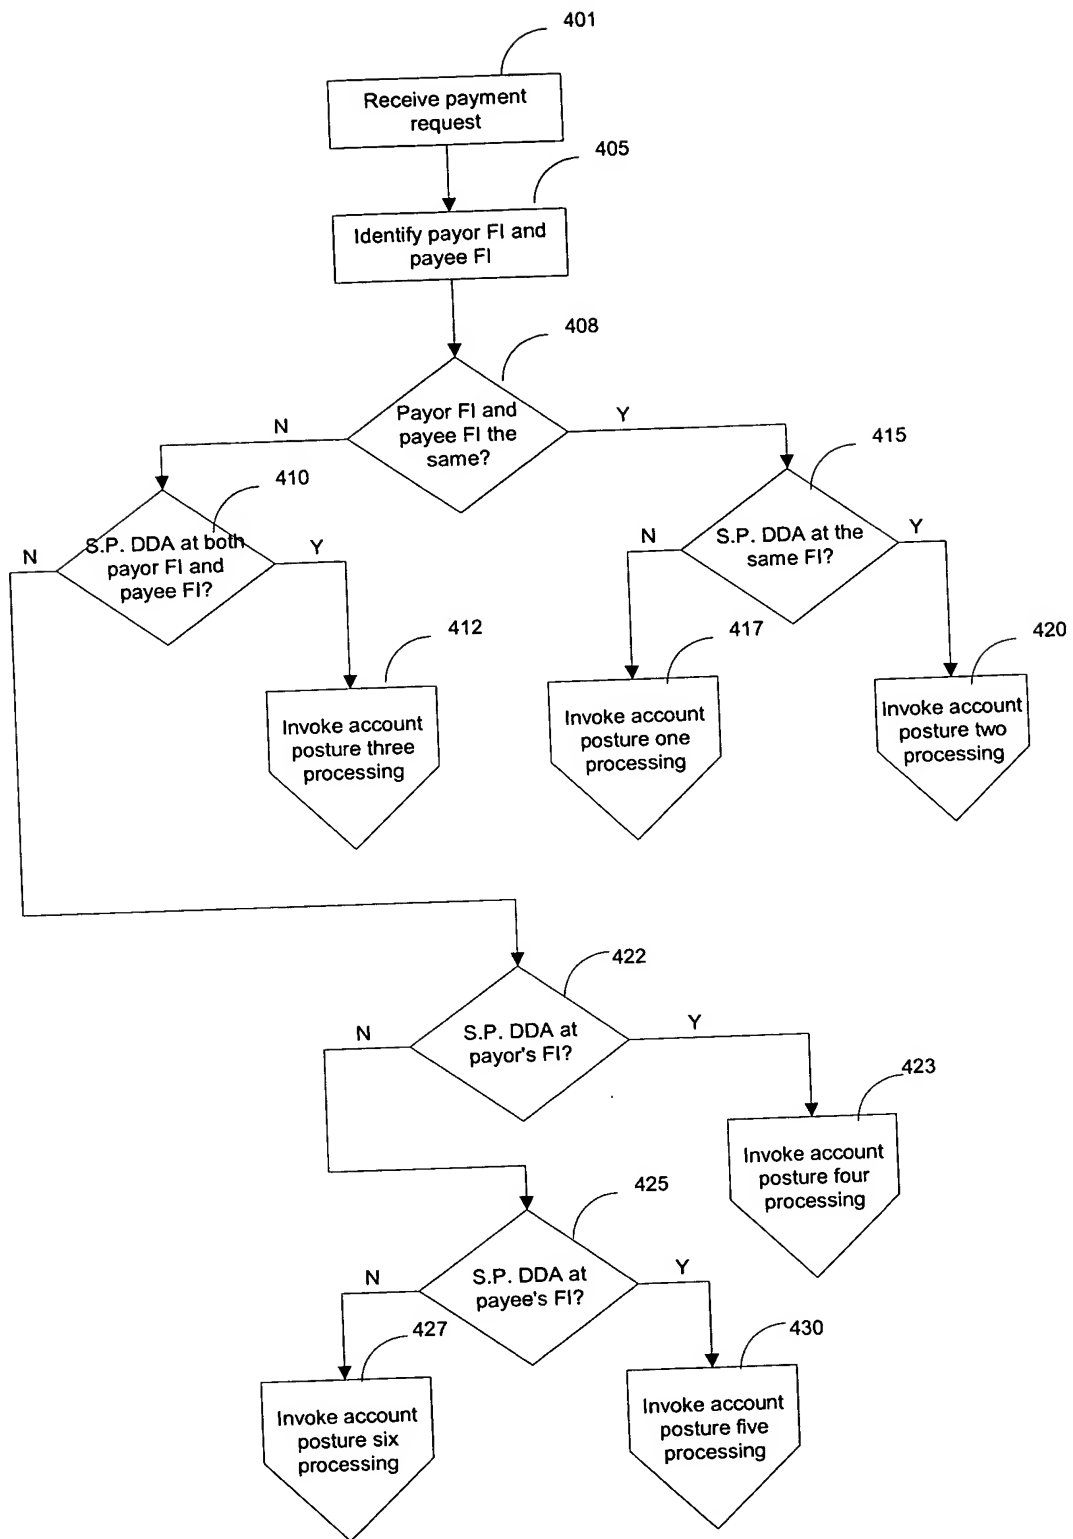 401
Receive payment
request
405
Identify payor FI and
payee FI
408
Payor FI and
payee FI the
same?
N
Y
410
S.P. DDA at both
payor FI and
payee FI?
N
Y
415
S.P. DDA at the
same FI?
N
Y
412
Invoke account
posture three
processing
417
Invoke account
posture one
processing
420
Invoke account
posture two
processing
422
S.P. DDA at
payor's FI?
N
Y
423
Invoke account
posture four
processing
425
S.P. DDA at
payee's FI?
N
Y
427
Invoke account
posture six
processing
430
Invoke account
posture five
processing